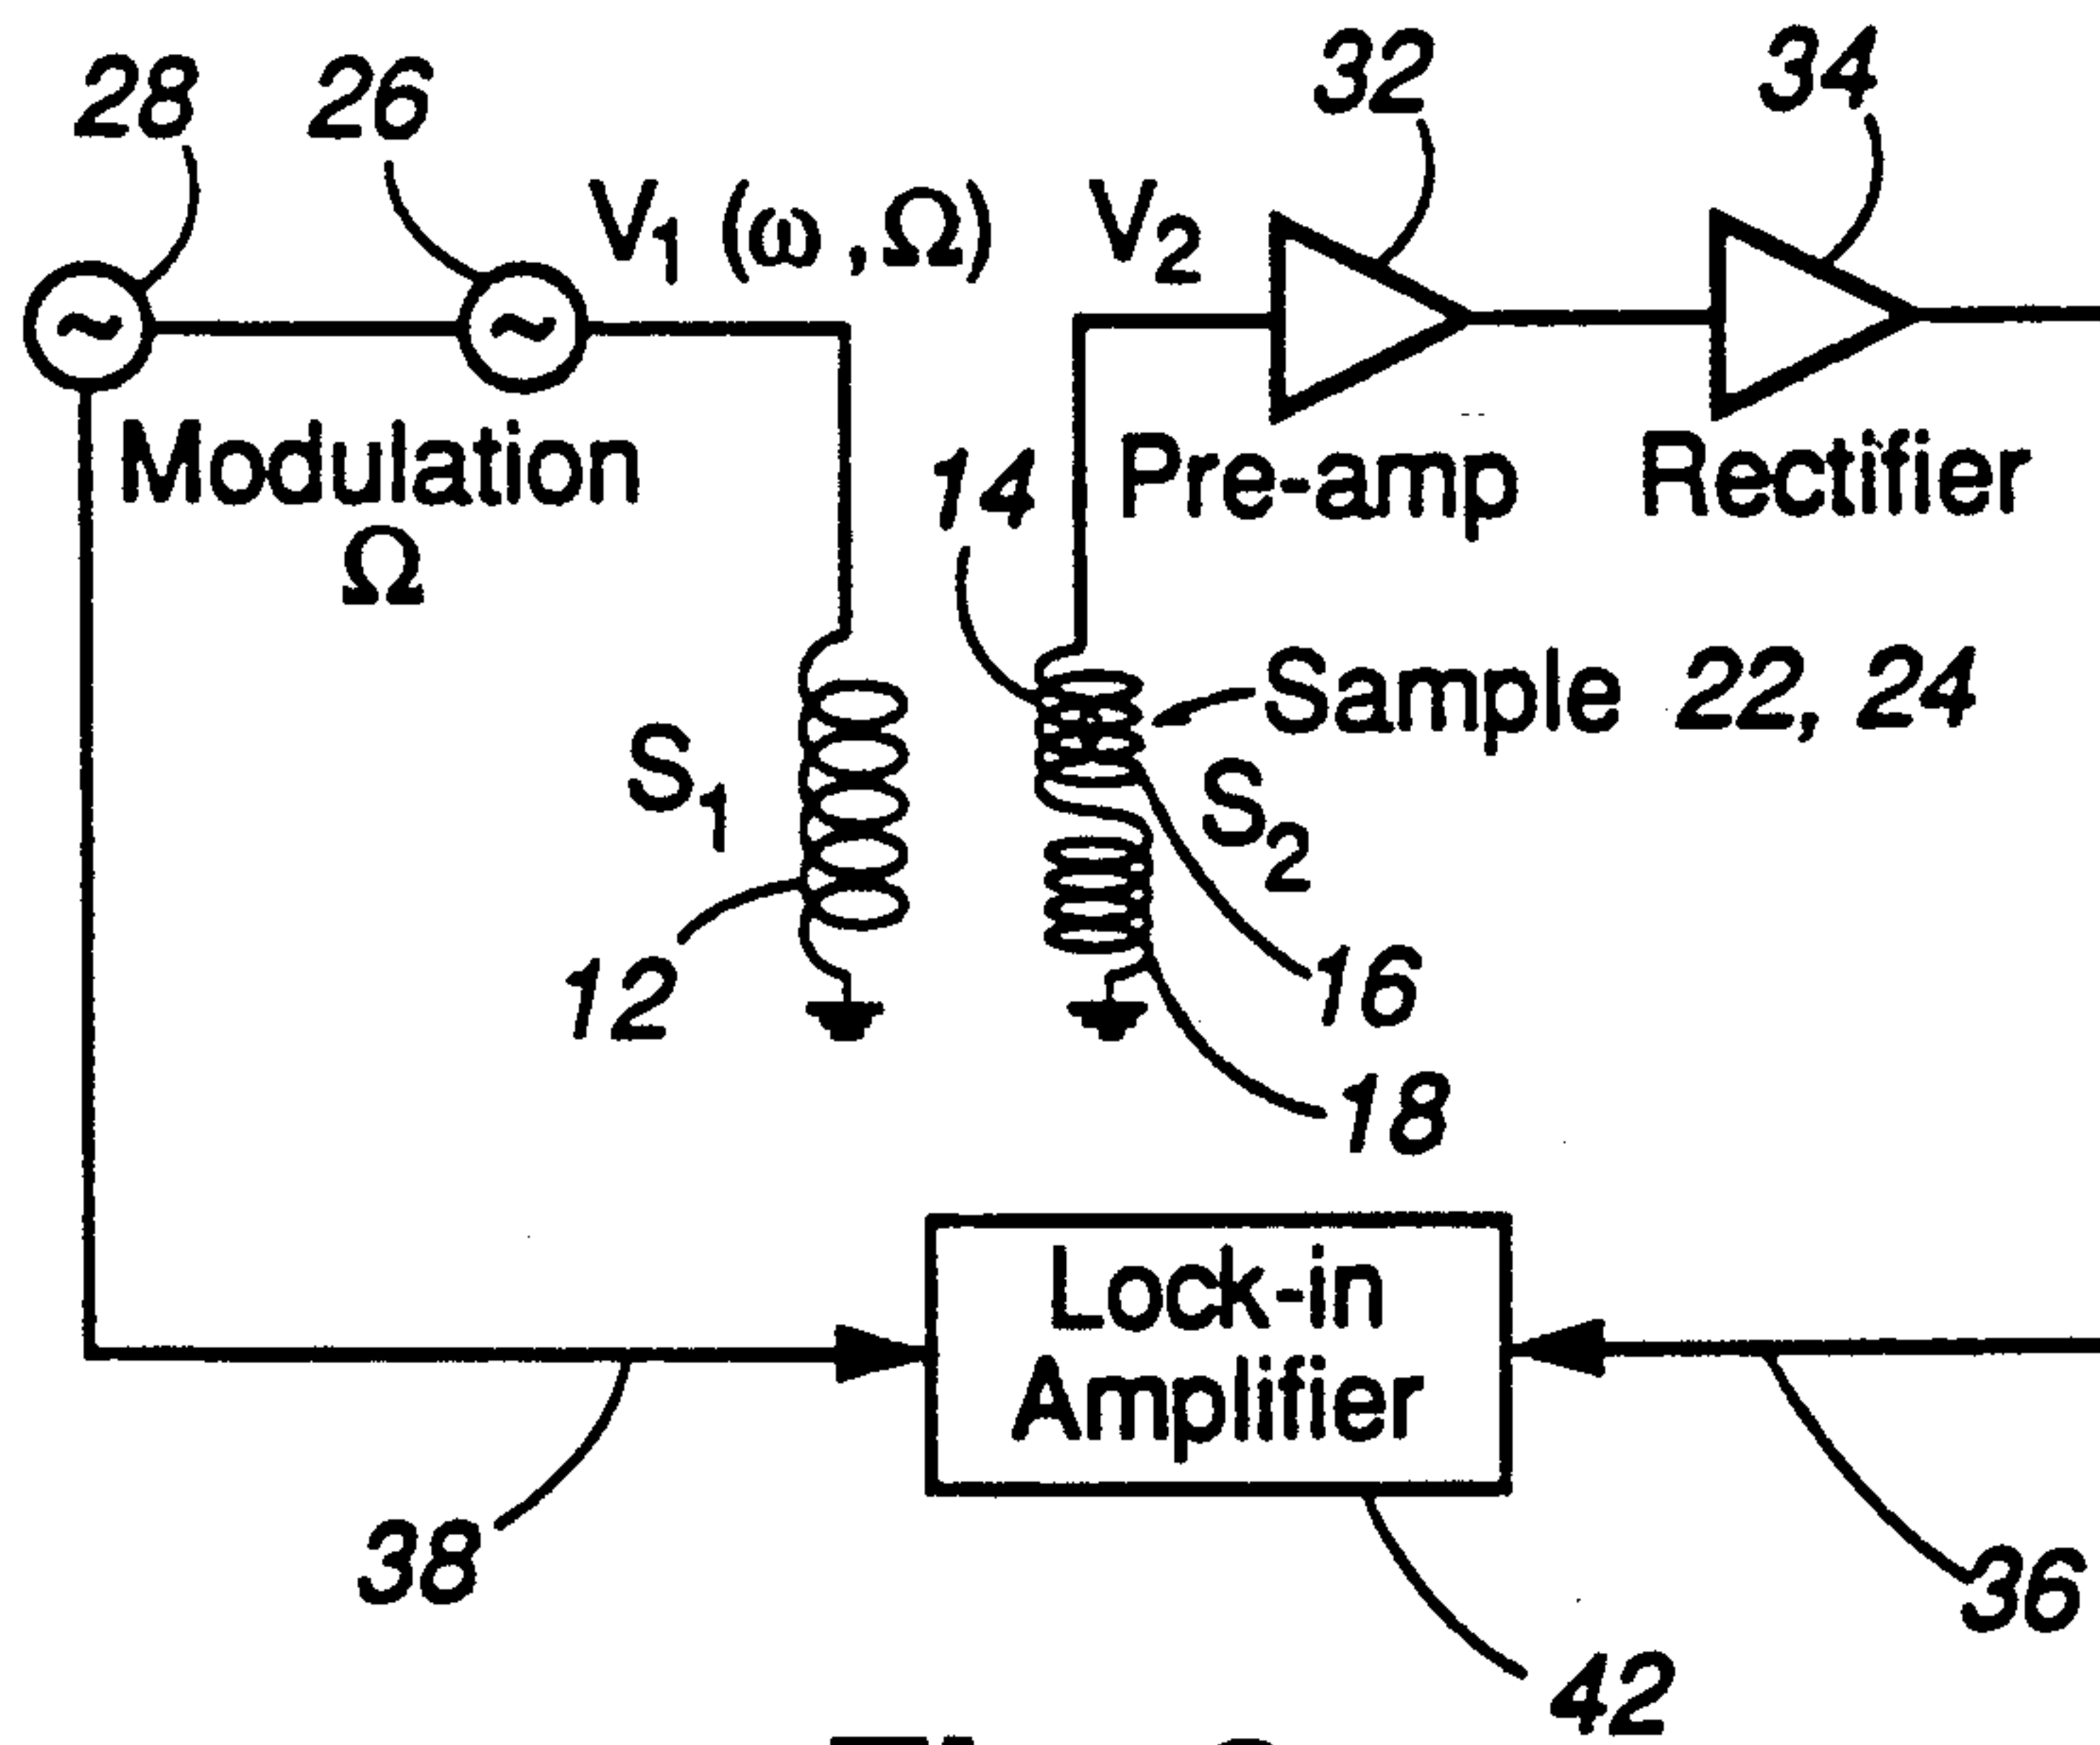 28
26
32
34
V1 (ω, Ω)
V2
Modulation
Ω
14
Pre-amp
Rectifier
Sample 22, 24
S1
S2
12
16
18
Lock-in
Amplifier
38
36
42